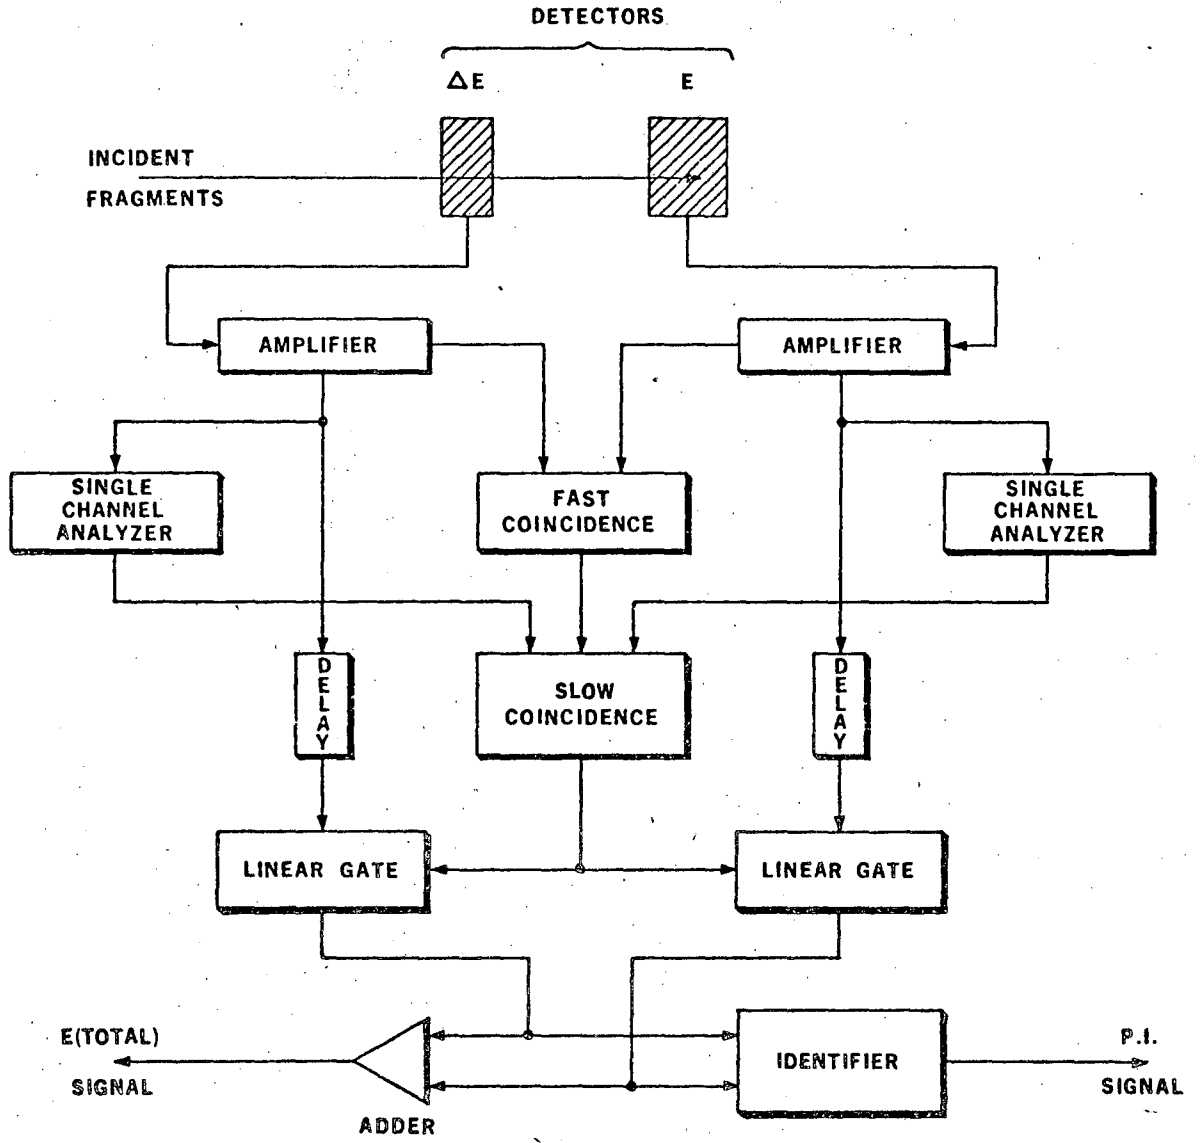 DETECTORS
ΔE
E
INCIDENT
FRAGMENTS
AMPLIFIER
AMPLIFIER
SINGLE
CHANNEL
ANALYZER
FAST
COINCIDENCE
SINGLE
CHANNEL
ANALYZER
DELAY
SLOW
COINCIDENCE
DELAY
LINEAR GATE
LINEAR GATE
E(TOTAL)
SIGNAL
ADDER
IDENTIFIER
P.I.
SIGNAL